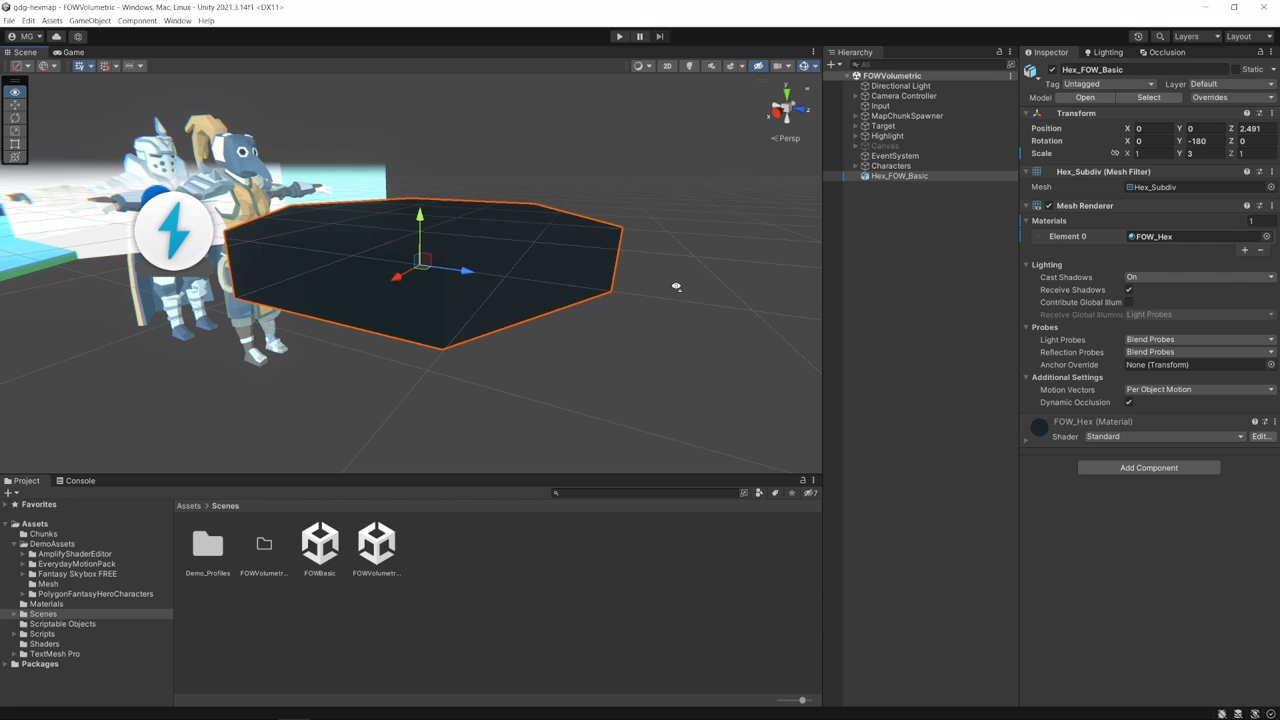 gdg-hexmap - FOWVolumetric - Windows, Mac, Linux - Unity 2021.3.14f1 <DX11>
File Edit Assets GameObject Component Window Help
MG Layers Layout
Scene Game
2D
y
x z
Persp
Hierarchy
All
FOWVolumetric
Directional Light
Camera Controller
Input
MapChunkSpawner
Target
Highlight
Canvas
EventSystem
Characters
Hex_FOW_Basic
Inspector Lighting Occlusion
Hex_FOW_Basic Static
Tag Untagged Layer Default
Model Open Select Overrides
Transform
Position X 0 Y 0 Z 2.491
Rotation X 0 Y -180 Z 0
Scale X 1 Y 3 Z 1
Hex_Subdiv (Mesh Filter)
Mesh Hex_Subdiv
Mesh Renderer
Materials 1
Element 0 FOW_Hex
Lighting
Cast Shadows On
Receive Shadows
Contribute Global Illum
Receive Global Illumina Light Probes
Probes
Light Probes Blend Probes
Reflection Probes Blend Probes
Anchor Override None (Transform)
Additional Settings
Motion Vectors Per Object Motion
Dynamic Occlusion
FOW_Hex (Material)
Shader Standard Edit...
Add Component
Project Console
7
Favorites
Assets
Chunks
DemoAssets
AmplifyShaderEditor
EverydayMotionPack
Fantasy Skybox FREE
Mesh
PolygonFantasyHeroCharacters
Materials
Scenes
Scriptable Objects
Scripts
Shaders
TextMesh Pro
Packages
Assets > Scenes
Demo_Profiles FOWVolumetr... FOWBasic FOWVolumetr...